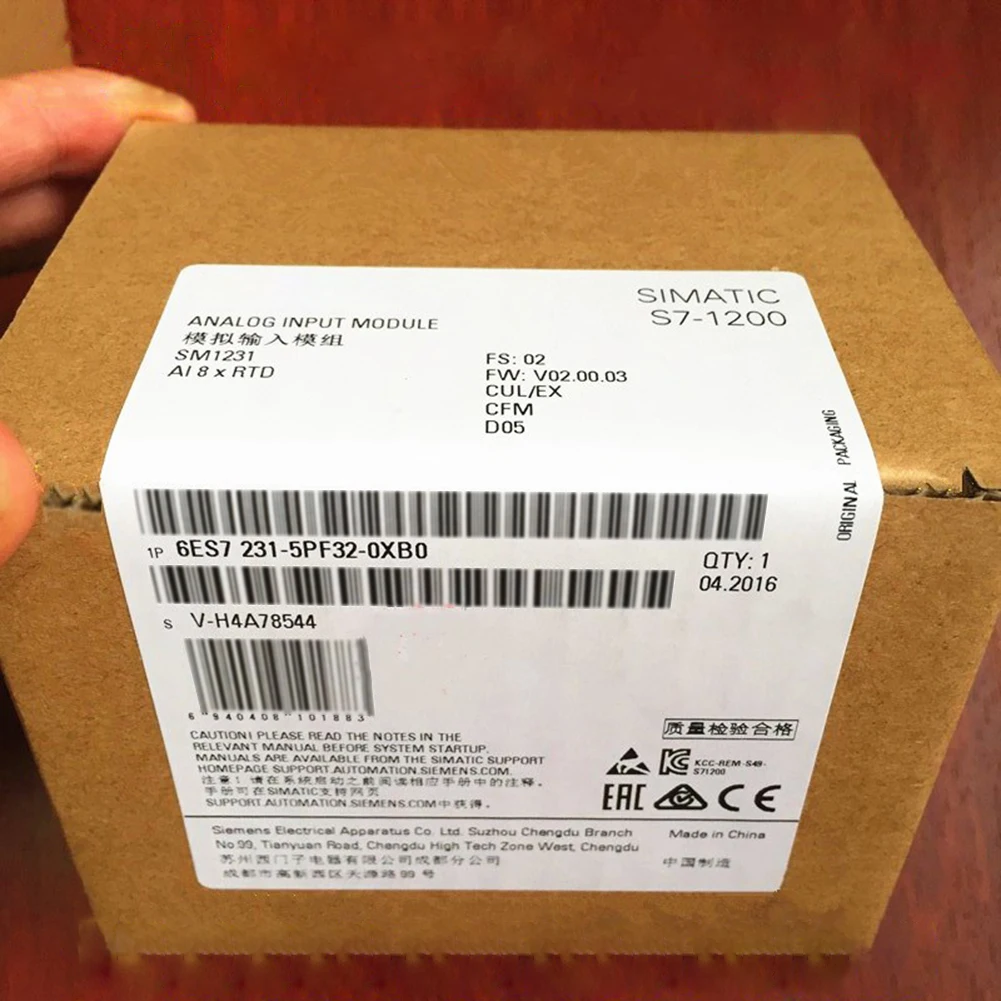 SIMATIC
S7-1200
ANALOG INPUT MODULE
模拟输入模组
SM1231
AI 8 x RTD
FS: 02
FW: V02.00.03
CUL/EX
CFM
D05
ORIGINAL PACKAGING
1P 6ES7 231-5PF32-0XB0
QTY: 1
04.2016
S V-H4A78544
6 940408 101883
CAUTION! PLEASE READ THE NOTES IN THE
RELEVANT MANUAL BEFORE SYSTEM STARTUP.
MANUALS ARE AVAILABLE FROM THE SIMATIC SUPPORT
HOMEPAGE SUPPORT.AUTOMATION.SIEMENS.COM.
注意：请在系统启动之前阅读相应手册中的注释。
手册可在SIMATIC支持网页
SUPPORT.AUTOMATION.SIEMENS.COM中获得。
质量检验合格
KCC-REM-S49-
S71200
EAC CE
Siemens Electrical Apparatus Co. Ltd. Suzhou Chengdu Branch
No.99, Tianyuan Road, Chengdu High Tech Zone West, Chengdu
苏州西门子电器有限公司成都分公司
成都市高新西区天源路99号
Made in China
中国制造